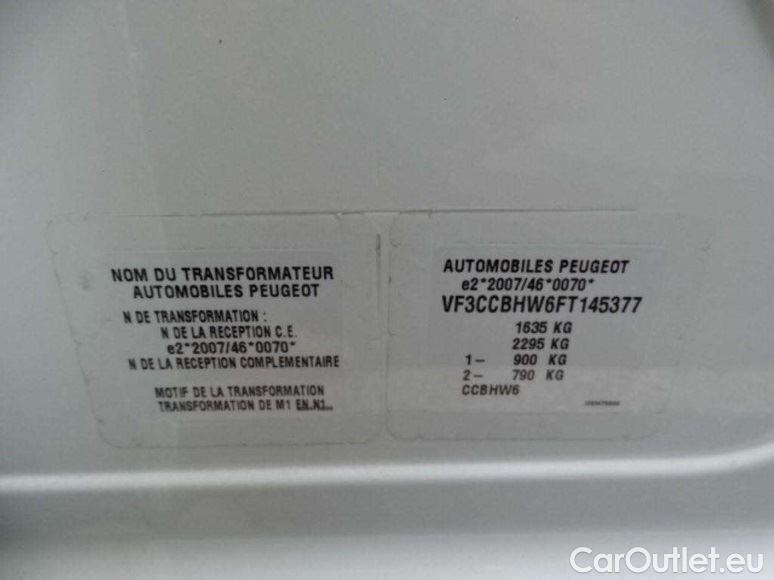 NOM DU TRANSFORMATEUR
AUTOMOBILES PEUGEOT
N DE TRANSFORMATION :
N DE LA RECEPTION C.E.
e2*2007/46*0070*
N DE LA RECEPTION COMPLEMENTAIRE
MOTIF DE LA TRANSFORMATION
TRANSFORMATION DE M1 EN N1
AUTOMOBILES PEUGEOT
e2*2007/46*0070*
VF3CCBHW6FT145377
1635 KG
2295 KG
1- 900 KG
2- 790 KG
CCBHW6
CarOutlet.eu